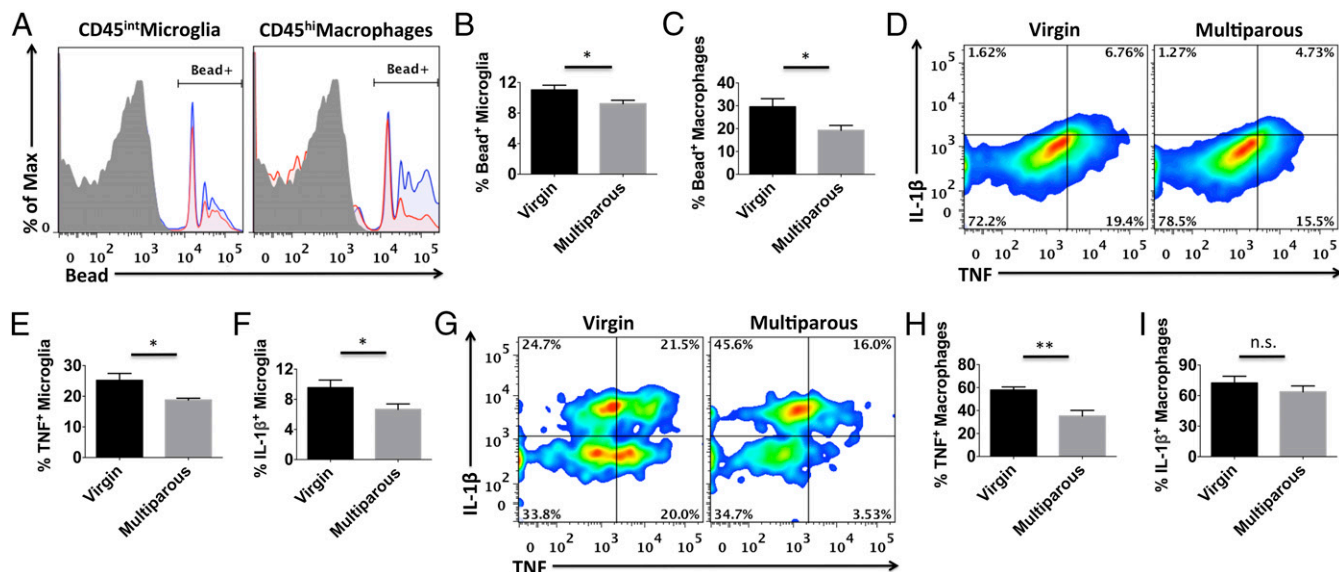 A
CD45intMicroglia
CD45hiMacrophages
Bead+
Bead+
% of Max
0
0 10² 10³ 10⁴ 10⁵
0 10² 10³ 10⁴ 10⁵
Bead
B
*
% Bead+ Microglia
12
9
6
3
0
Virgin
Multiparous
C
*
% Bead+ Macrophages
40
30
20
10
0
Virgin
Multiparous
D
Virgin
Multiparous
1.62% 6.76%
1.27% 4.73%
10⁵
10⁴
10³
10²
0
IL-1β
72.2% 19.4%
78.5% 15.5%
0 10² 10³ 10⁴ 10⁵
0 10² 10³ 10⁴ 10⁵
TNF
E
*
% TNF+ Microglia
30
20
10
0
Virgin
Multiparous
F
*
% IL-1β+ Microglia
12
8
4
0
Virgin
Multiparous
G
Virgin
Multiparous
24.7% 21.5%
45.6% 16.0%
10⁵
10⁴
10³
10²
0
IL-1β
33.8% 20.0%
34.7% 3.53%
0 10² 10³ 10⁴ 10⁵
0 10² 10³ 10⁴ 10⁵
TNF
H
**
% TNF+ Macrophages
80
60
40
20
0
Virgin
Multiparous
I
n.s.
% IL-1β+ Macrophages
90
60
30
0
Virgin
Multiparous